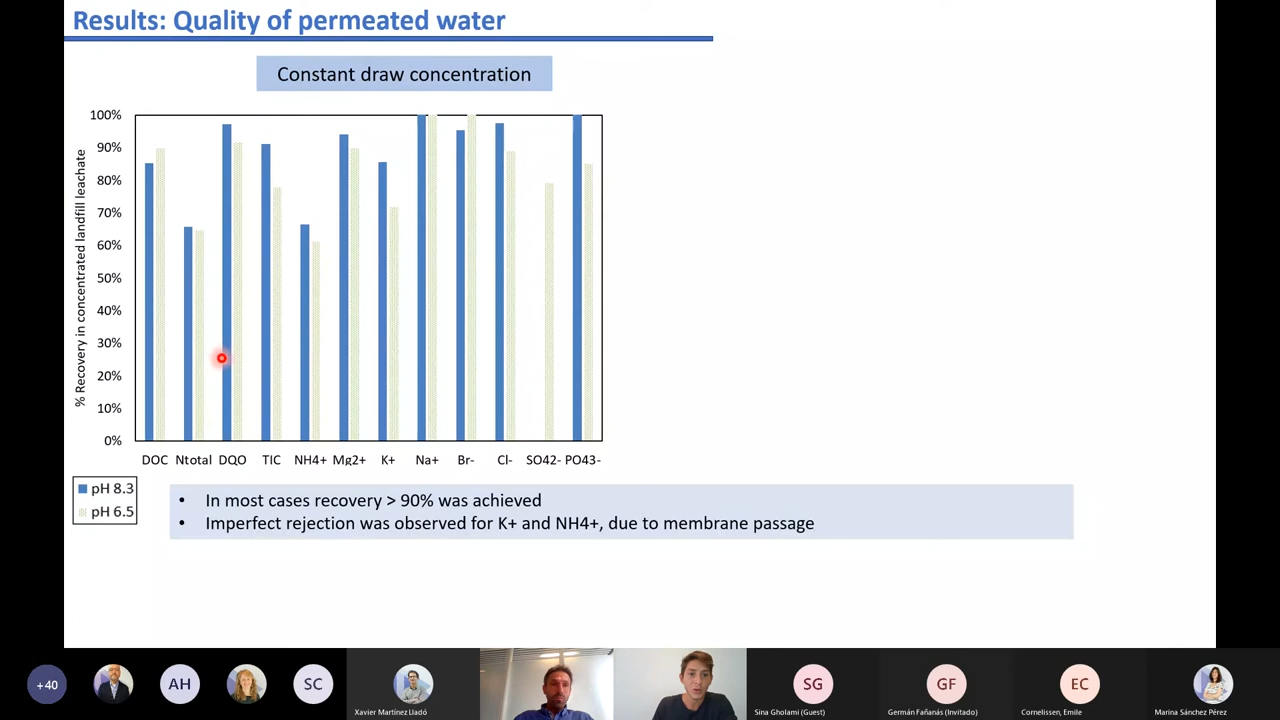 Results: Quality of permeated water
Constant draw concentration
% Recovery in concentrated landfill leachate
100%
90%
80%
70%
60%
50%
40%
30%
20%
10%
0%
DOC Ntotal DQO TIC NH4+ Mg2+ K+ Na+ Br- Cl- SO42- PO43-
pH 8.3
pH 6.5
• In most cases recovery > 90% was achieved
• Imperfect rejection was observed for K+ and NH4+, due to membrane passage
+40
AH
SC
Xavier Martínez Lladó
SG
Sina Gholami (Guest)
GF
Germán Fañanás (Invitado)
EC
Cornelissen, Emile
Marina Sánchez Pérez